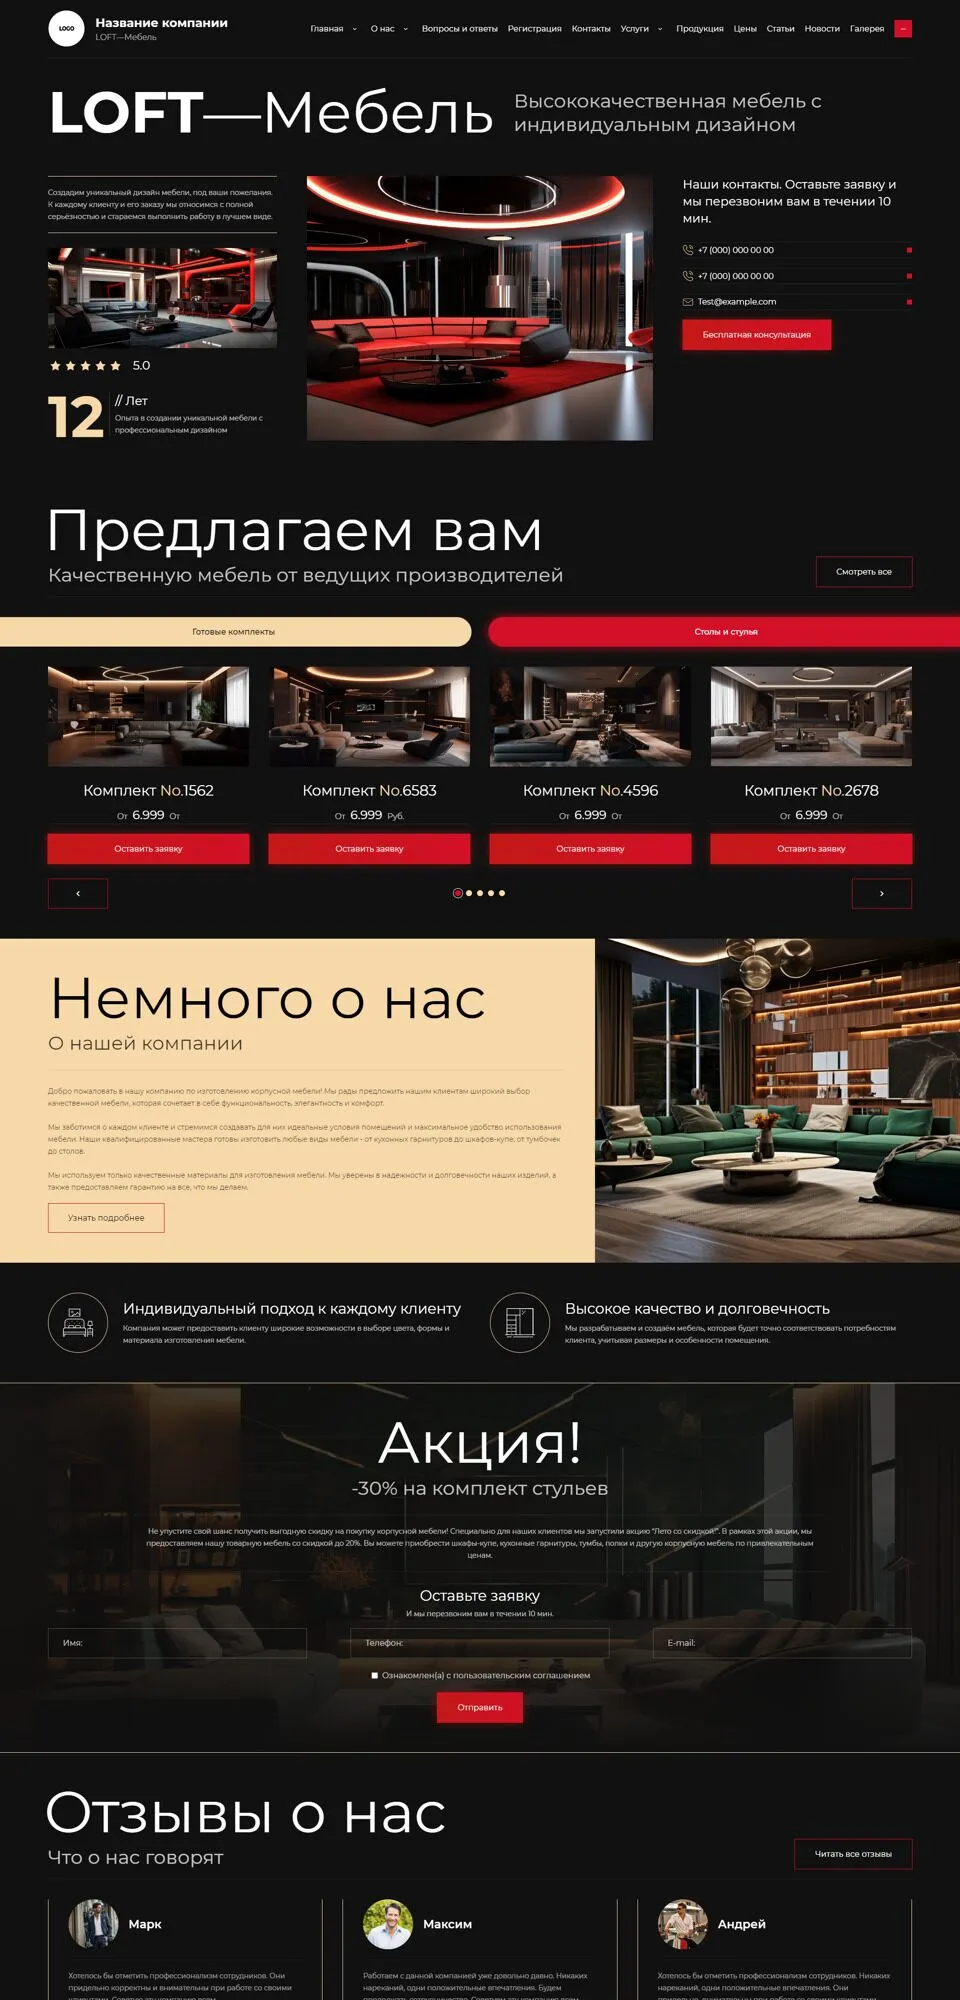 LOGO
Название компании
LOFT—Мебель
Главная
О нас
Вопросы и ответы
Регистрация
Контакты
Услуги
Продукция
Цены
Статьи
Новости
Галерея
LOFT—Мебель
Высококачественная мебель с
индивидуальным дизайном
Создадим уникальный дизайн мебели, под ваши пожелания.
К каждому клиенту и его заказу мы относимся с полной
серьёзностью и стараемся выполнить работу в лучшем виде.
5.0
12
// Лет
Опыта в создании уникальной мебели с
профессиональным дизайном
Наши контакты. Оставьте заявку и
мы перезвоним вам в течении 10
мин.
+7 (000) 000 00 00
+7 (000) 000 00 00
Test@example.com
Бесплатная консультация
Предлагаем вам
Качественную мебель от ведущих производителей
Смотреть все
Готовые комплекты
Столы и стулья
Комплект No.1562
Комплект No.6583
Комплект No.4596
Комплект No.2678
От 6.999 От
От 6.999 Руб.
От 6.999 От
От 6.999 От
Оставить заявку
Оставить заявку
Оставить заявку
Оставить заявку
Немного о нас
О нашей компании
Добро пожаловать в нашу компанию по изготовлению корпусной мебели! Мы рады предложить нашим клиентам широкий выбор
качественной мебели, которая сочетает в себе функциональность, элегантность и комфорт.
Мы заботимся о каждом клиенте и стремимся создавать для них идеальные условия помещений и максимальное удобство использования
мебели. Наши квалифицированные мастера готовы изготовить любые виды мебели - от кухонных гарнитуров до шкафов-купе, от тумбочек
до столов.
Мы используем только качественные материалы для изготовления мебели. Мы уверены в надежности и долговечности наших изделий, а
также предоставляем гарантию на все, что мы делаем.
Узнать подробнее
Индивидуальный подход к каждому клиенту
Компания может предоставить клиенту широкие возможности в выборе цвета, формы и
материала изготовления мебели.
Высокое качество и долговечность
Мы разрабатываем и создаём мебель, которая будет точно соответствовать потребностям
клиента, учитывая размеры и особенности помещения.
Акция!
-30% на комплект стульев
Не упустите свой шанс получить выгодную скидку на покупку корпусной мебели! Специально для наших клиентов мы запустили акцию "Лето со скидкой!". В рамках этой акции, мы
предоставляем нашу товарную мебель со скидкой до 20%. Вы можете приобрести шкафы-купе, кухонные гарнитуры, тумбы, полки и другую корпусную мебель по привлекательным
ценам.
Оставьте заявку
И мы перезвоним вам в течении 10 мин.
Имя:
Телефон:
E-mail:
Ознакомлен(а) с пользовательским соглашением
Отправить
Отзывы о нас
Что о нас говорят
Читать все отзывы
Марк
Максим
Андрей
Хотелось бы отметить профессионализм сотрудников. Они
придельно корректны и внимательны при работе со своими
Работаем с данной компанией уже довольно давно. Никаких
нареканий, одни положительные впечатления. Будем
Хотелось бы отметить профессионализм сотрудников. Никаких
нареканий, одни положительные впечатления. Они